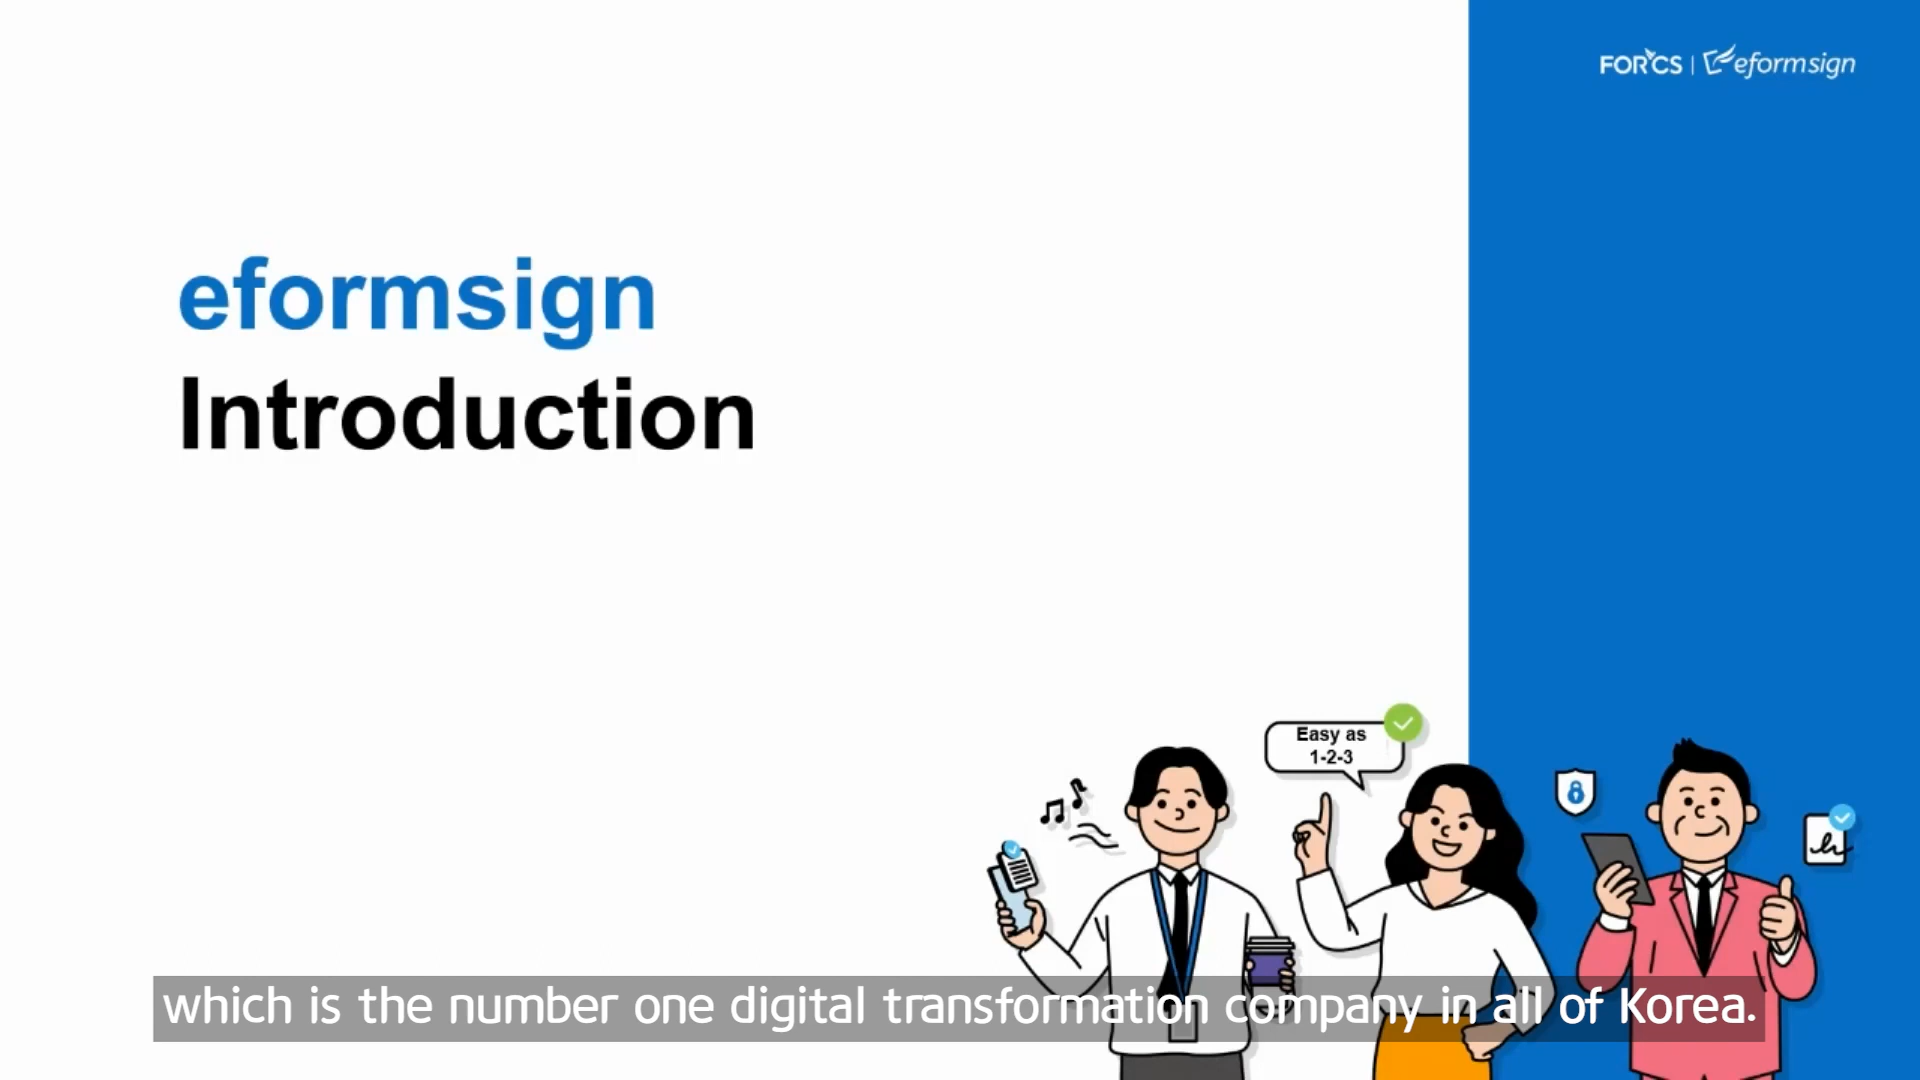 FORCS | eformsign
eformsign
Introduction
Easy as
1-2-3
which is the number one digital transformation company in all of Korea.